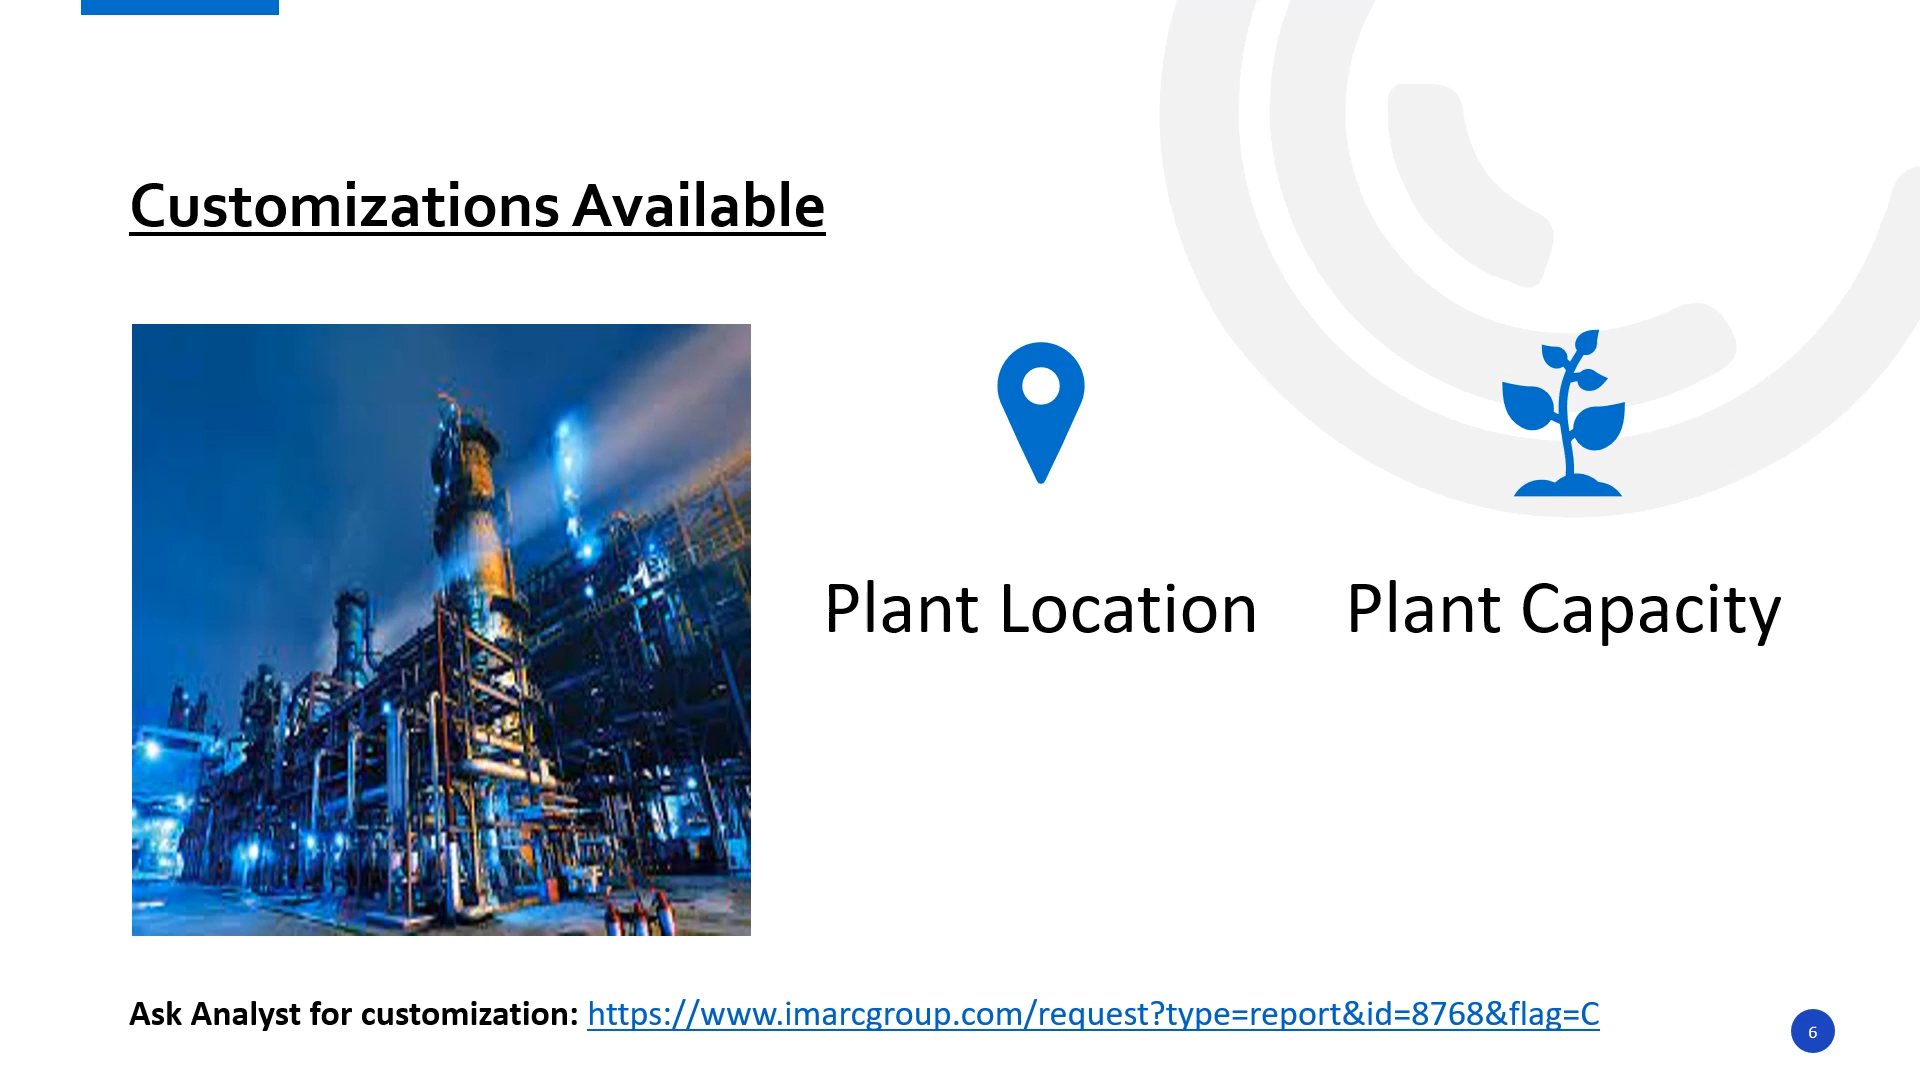 Customizations Available
Plant Location
Plant Capacity
Ask Analyst for customization: https://www.imarcgroup.com/request?type=report&id=8768&flag=C
6